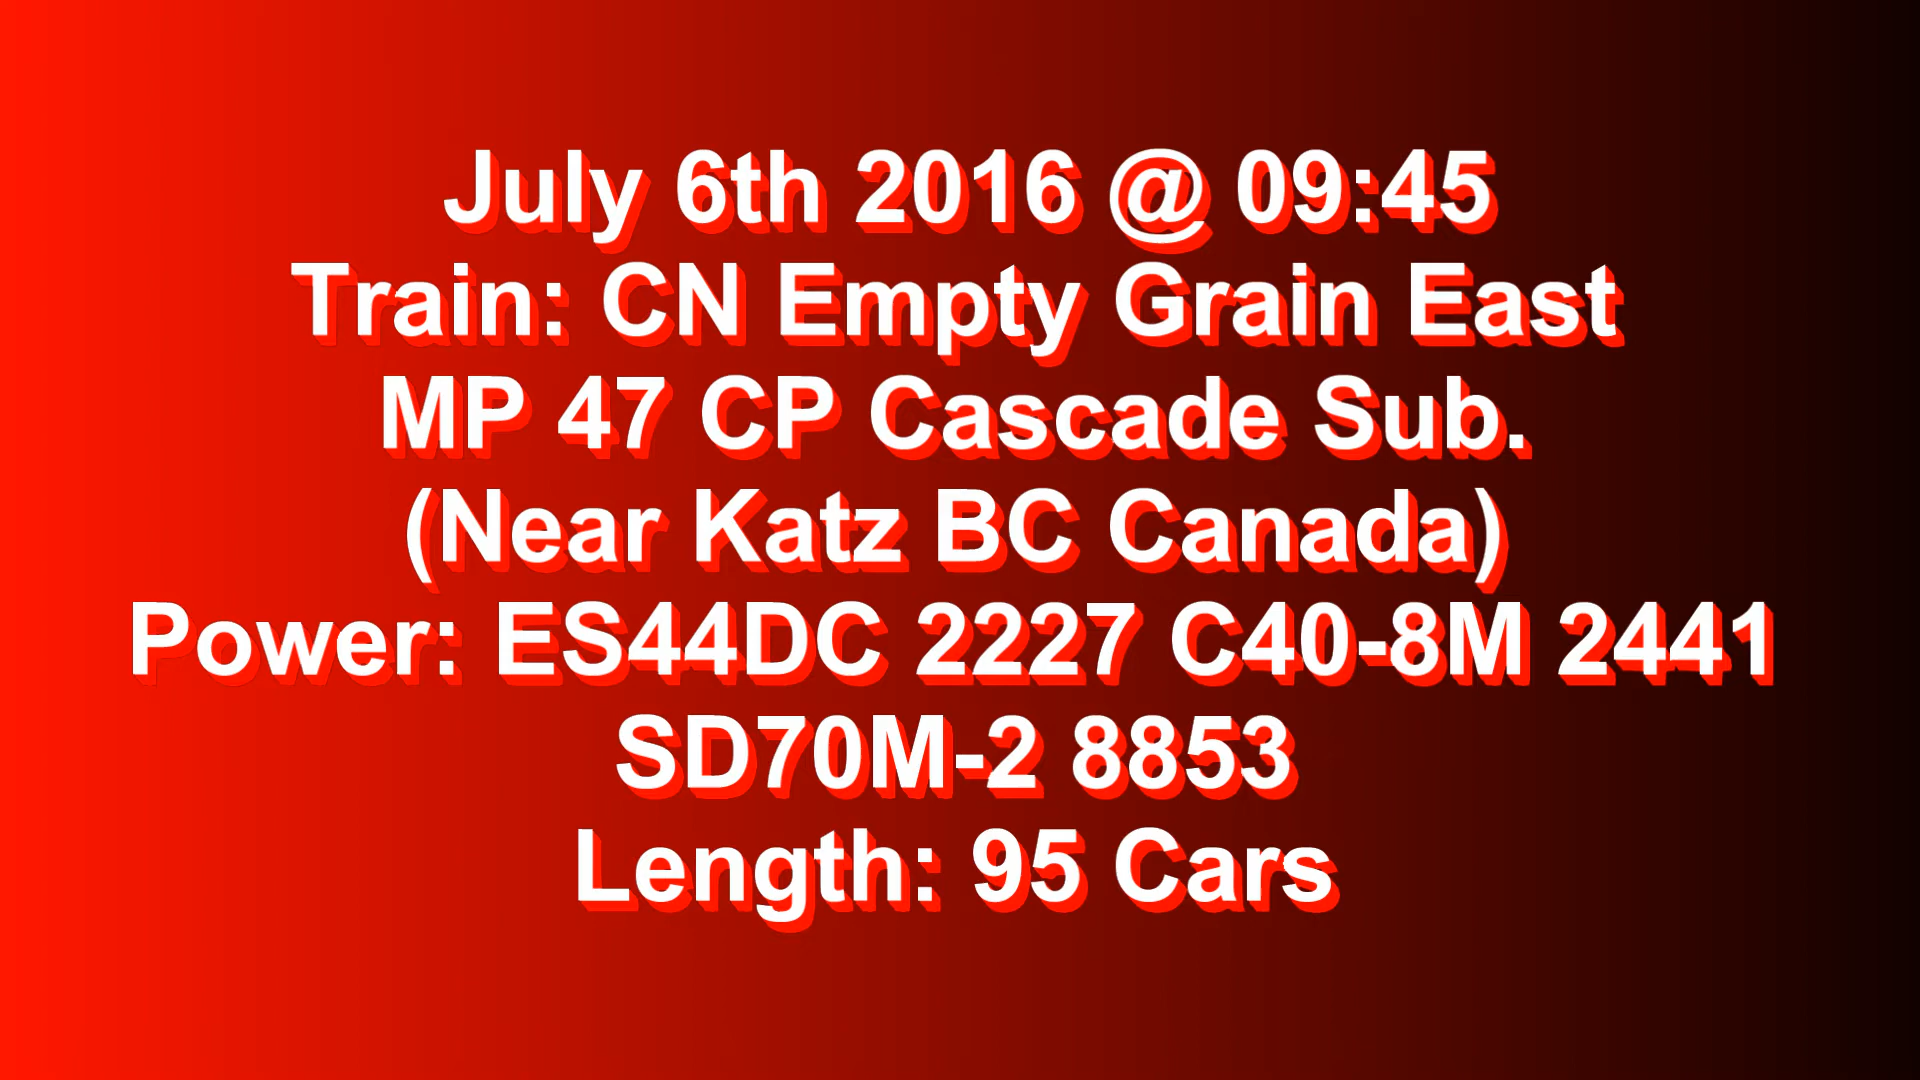 July 6th 2016 @ 09:45
Train: CN Empty Grain East
MP 47 CP Cascade Sub.
(Near Katz BC Canada)
Power: ES44DC 2227 C40-8M 2441
SD70M-2 8853
Length: 95 Cars